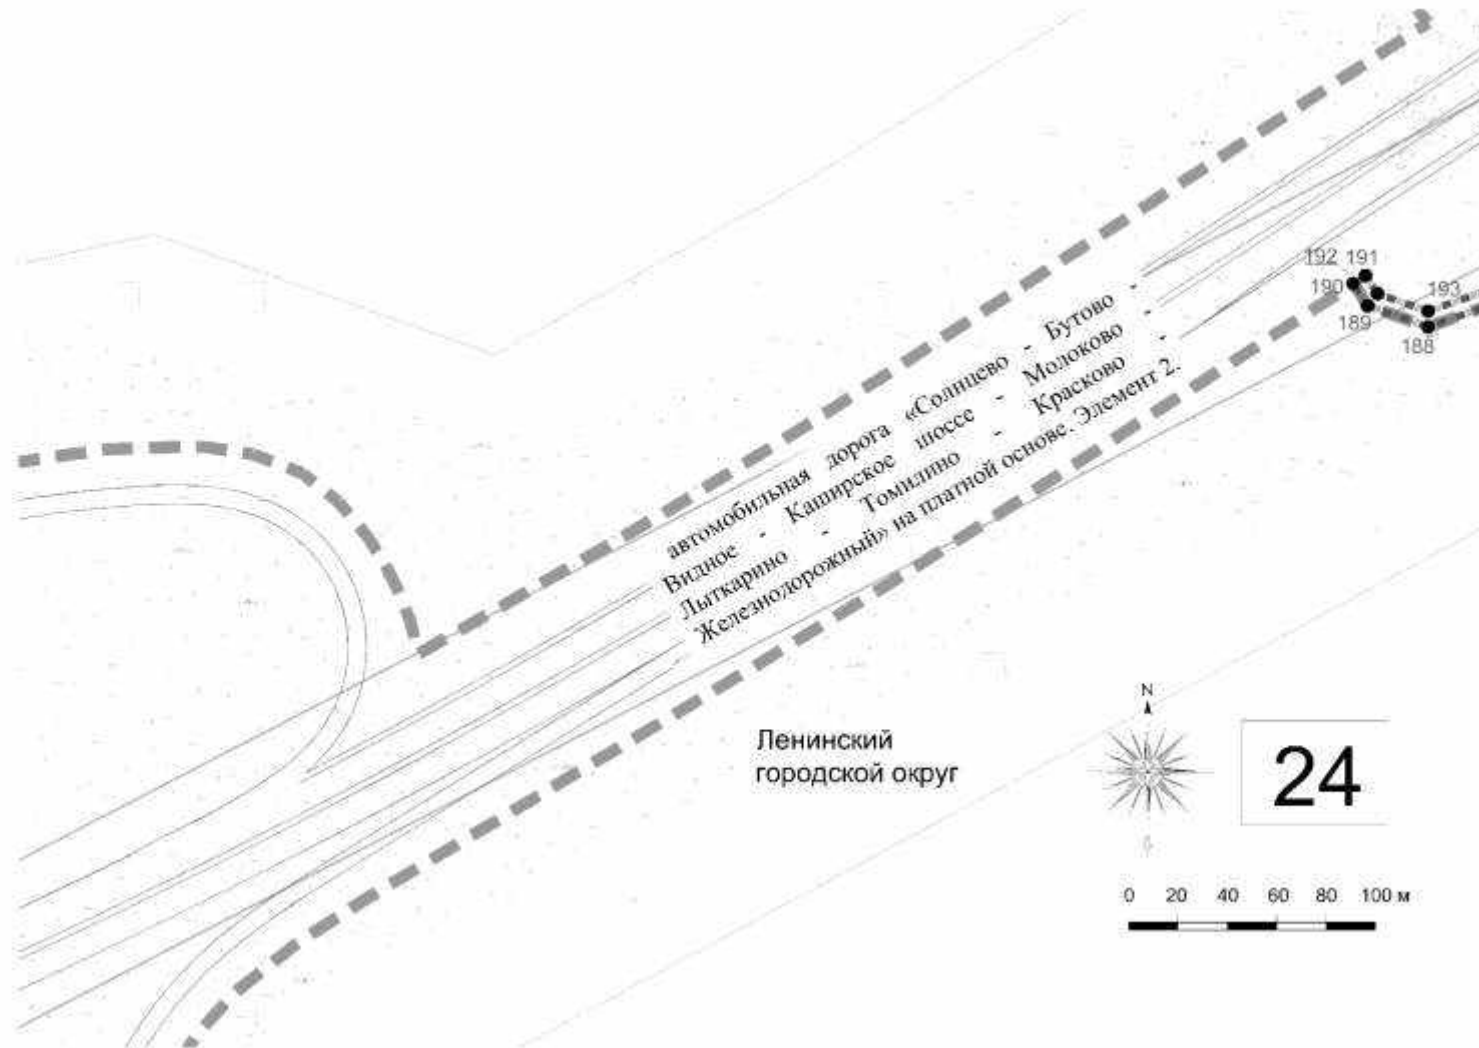 192 191
190
193
189
188
автомобильная дорога «Солнцево - Бутово -
Видное - Каширское шоссе - Молоково -
Лыткарино - Томилино - Красково -
Железнодорожный» на платной основе. Элемент 2.
Ленинский
городской округ
N
24
0 20 40 60 80 100 м